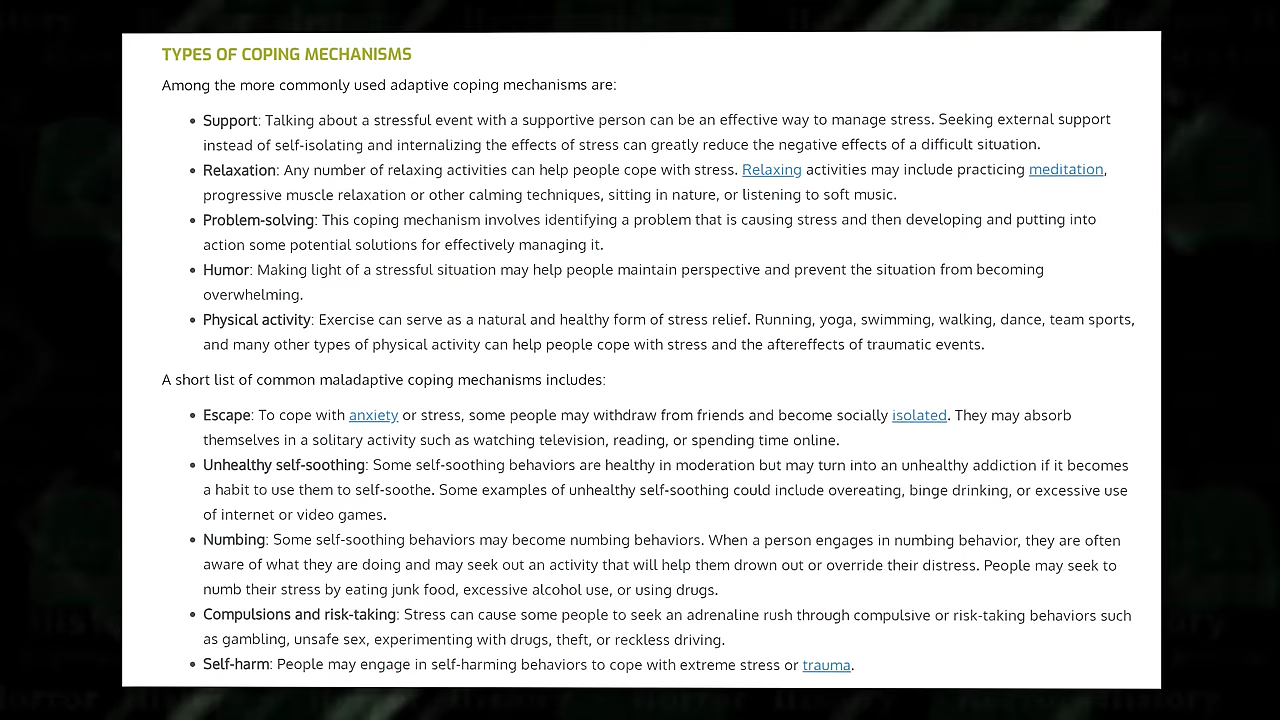 TYPES OF COPING MECHANISMS
Among the more commonly used adaptive coping mechanisms are:
• Support: Talking about a stressful event with a supportive person can be an effective way to manage stress. Seeking external support
instead of self-isolating and internalizing the effects of stress can greatly reduce the negative effects of a difficult situation.
• Relaxation: Any number of relaxing activities can help people cope with stress. Relaxing activities may include practicing meditation,
progressive muscle relaxation or other calming techniques, sitting in nature, or listening to soft music.
• Problem-solving: This coping mechanism involves identifying a problem that is causing stress and then developing and putting into
action some potential solutions for effectively managing it.
• Humor: Making light of a stressful situation may help people maintain perspective and prevent the situation from becoming
overwhelming.
• Physical activity: Exercise can serve as a natural and healthy form of stress relief. Running, yoga, swimming, walking, dance, team sports,
and many other types of physical activity can help people cope with stress and the aftereffects of traumatic events.
A short list of common maladaptive coping mechanisms includes:
• Escape: To cope with anxiety or stress, some people may withdraw from friends and become socially isolated. They may absorb
themselves in a solitary activity such as watching television, reading, or spending time online.
• Unhealthy self-soothing: Some self-soothing behaviors are healthy in moderation but may turn into an unhealthy addiction if it becomes
a habit to use them to self-soothe. Some examples of unhealthy self-soothing could include overeating, binge drinking, or excessive use
of internet or video games.
• Numbing: Some self-soothing behaviors may become numbing behaviors. When a person engages in numbing behavior, they are often
aware of what they are doing and may seek out an activity that will help them drown out or override their distress. People may seek to
numb their stress by eating junk food, excessive alcohol use, or using drugs.
• Compulsions and risk-taking: Stress can cause some people to seek an adrenaline rush through compulsive or risk-taking behaviors such
as gambling, unsafe sex, experimenting with drugs, theft, or reckless driving.
• Self-harm: People may engage in self-harming behaviors to cope with extreme stress or trauma.